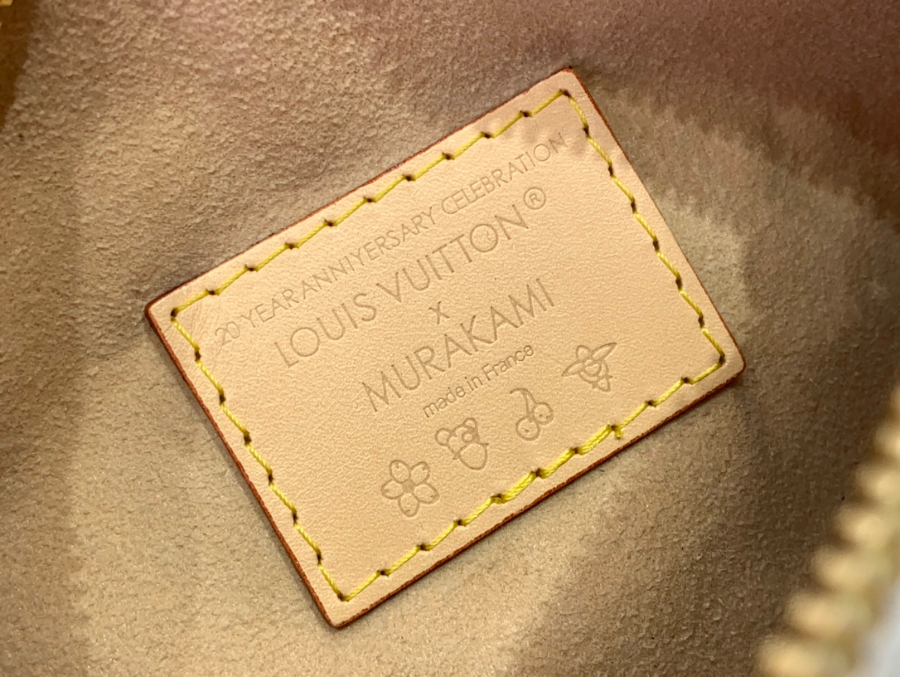 20 YEAR ANNIVERSARY CELEBRATION
LOUIS VUITTON®
x
MURAKAMI
made in France